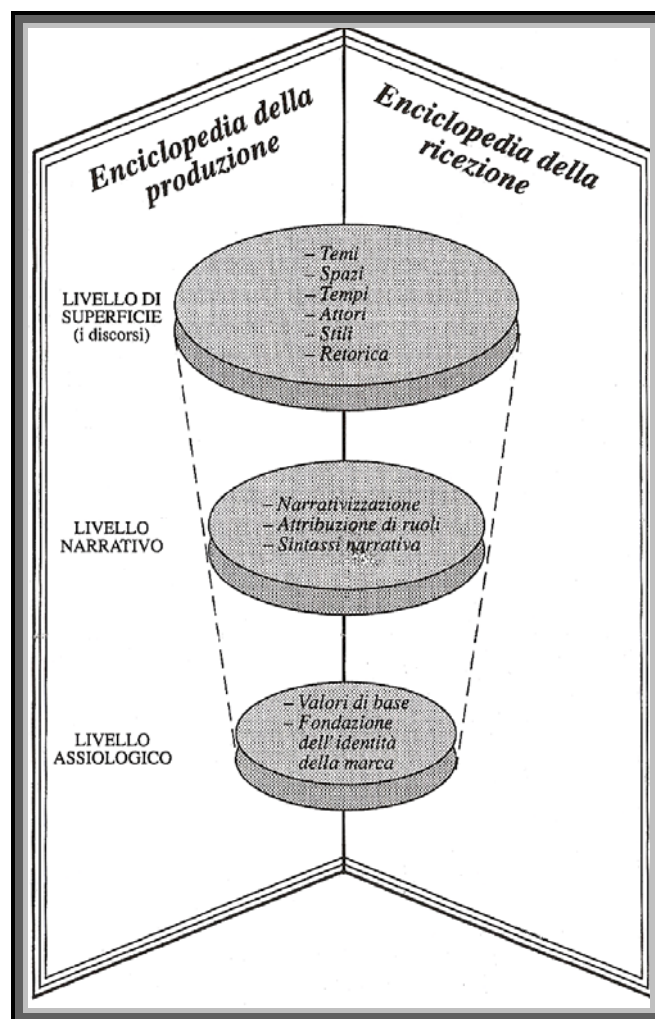 Enciclopedia della
produzione
Enciclopedia della
ricezione
LIVELLO DI
SUPERFICIE
(i discorsi)
– Temi
– Spazi
– Tempi
– Attori
– Stili
– Retorica
LIVELLO
NARRATIVO
– Narrativizzazione
– Attribuzione di ruoli
– Sintassi narrativa
LIVELLO
ASSIOLOGICO
– Valori di base
– Fondazione
dell'identità
della marca